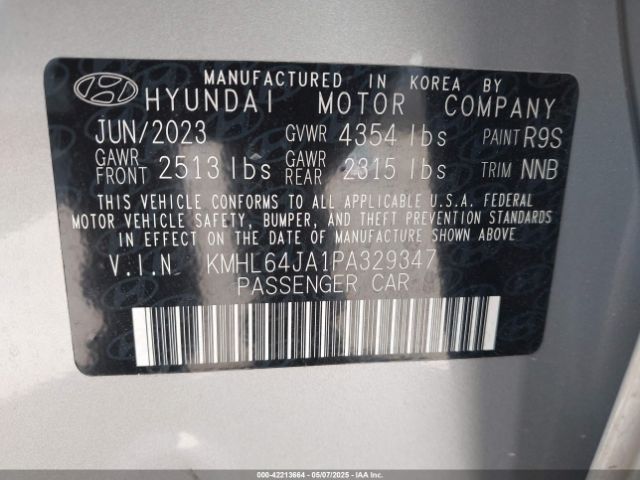 MANUFACTURED IN KOREA BY
HYUNDAI MOTOR COMPANY
JUN/2023 GVWR 4354 lbs PAINT R9S
GAWR FRONT 2513 lbs GAWR REAR 2315 lbs TRIM NNB
THIS VEHICLE CONFORMS TO ALL APPLICABLE U.S.A. FEDERAL
MOTOR VEHICLE SAFETY, BUMPER, AND THEFT PREVENTION STANDARDS
IN EFFECT ON THE DATE OF MANUFACTURE SHOWN ABOVE.
V.I.N KMHL64JA1PA329347
PASSENGER CAR
000-42213664 - 05/07/2025 - IAAI.COM